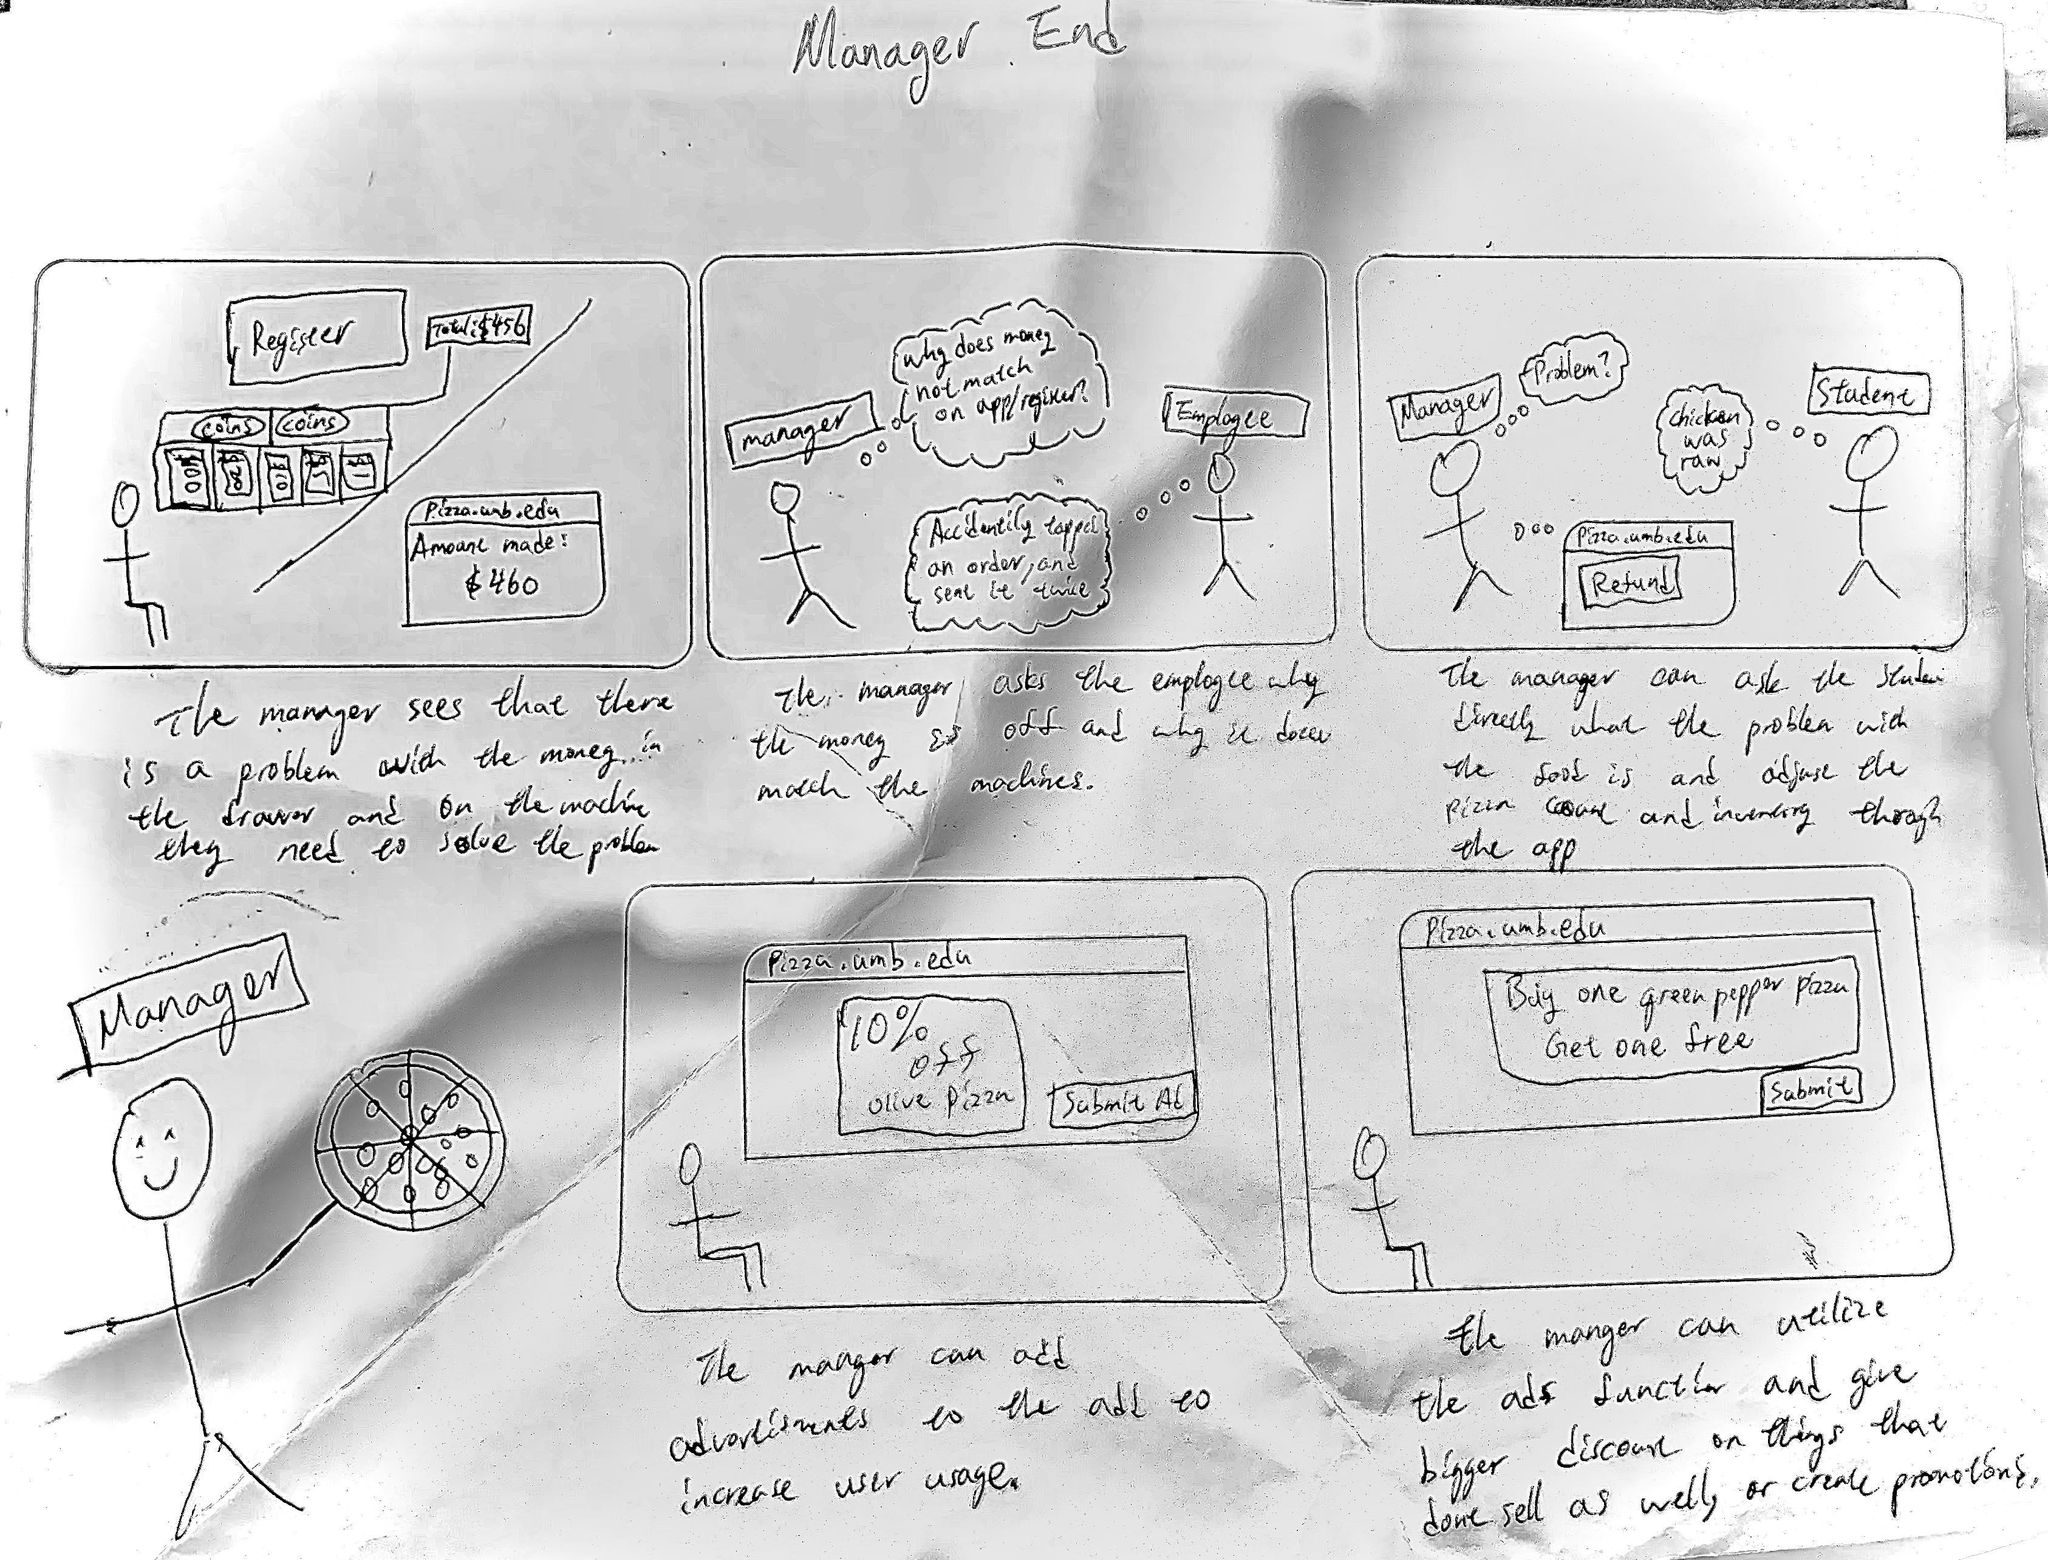 Manager End
Register
Total: $456
coins coins
100
50
10
5
1
Pizza.umb.edu
Amount made:
$460
The manager sees that there
is a problem with the money in
the drawer and on the machine
they need to solve the problem
manager
why does money
not match
on app/register?
Employee
Accidentily tapped
an order, and
sent it twice
The manager asks the employee why
the money is off and why it doesn
match the machines.
Manager
Problem?
Student
chicken
was
raw
Pizza.umb.edu
Refund
The manager can ask the studen
directly what the problem with
the food is and adjust the
pizza count and inventory through
the app
Manager
Pizza.umb.edu
10%
off
olive pizza
Submit Ad
The manger can add
advertisments to the add to
increase user usage.
Pizza.umb.edu
Buy one green pepper pizza
Get one free
Submit
The manger can utilize
the ads function and give
bigger discount on things that
dont sell as well, or create promotions.